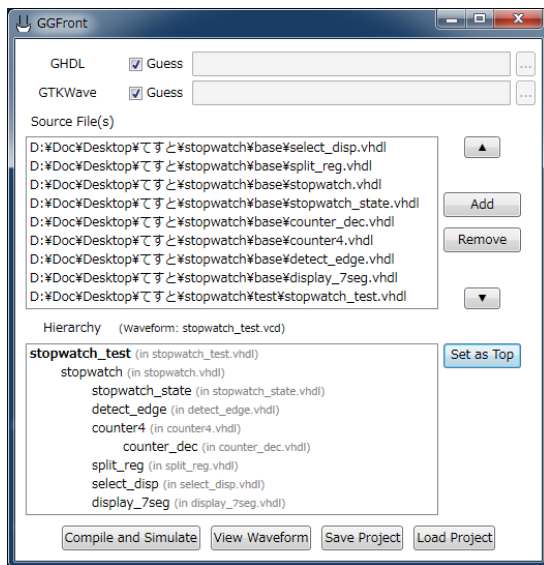 GGFront
GHDL Guess ...
GTKWave Guess ...
Source File(s)
D:¥Doc¥Desktop¥てすと¥stopwatch¥base¥select_disp.vhdl
D:¥Doc¥Desktop¥てすと¥stopwatch¥base¥split_reg.vhdl
D:¥Doc¥Desktop¥てすと¥stopwatch¥base¥stopwatch.vhdl
D:¥Doc¥Desktop¥てすと¥stopwatch¥base¥stopwatch_state.vhdl
D:¥Doc¥Desktop¥てすと¥stopwatch¥base¥counter_dec.vhdl
D:¥Doc¥Desktop¥てすと¥stopwatch¥base¥counter4.vhdl
D:¥Doc¥Desktop¥てすと¥stopwatch¥base¥detect_edge.vhdl
D:¥Doc¥Desktop¥てすと¥stopwatch¥base¥display_7seg.vhdl
D:¥Doc¥Desktop¥てすと¥stopwatch¥test¥stopwatch_test.vhdl
▲
Add
Remove
▼
Hierarchy (Waveform: stopwatch_test.vcd)
stopwatch_test (in stopwatch_test.vhdl)
stopwatch (in stopwatch.vhdl)
stopwatch_state (in stopwatch_state.vhdl)
detect_edge (in detect_edge.vhdl)
counter4 (in counter4.vhdl)
counter_dec (in counter_dec.vhdl)
split_reg (in split_reg.vhdl)
select_disp (in select_disp.vhdl)
display_7seg (in display_7seg.vhdl)
Set as Top
Compile and Simulate View Waveform Save Project Load Project